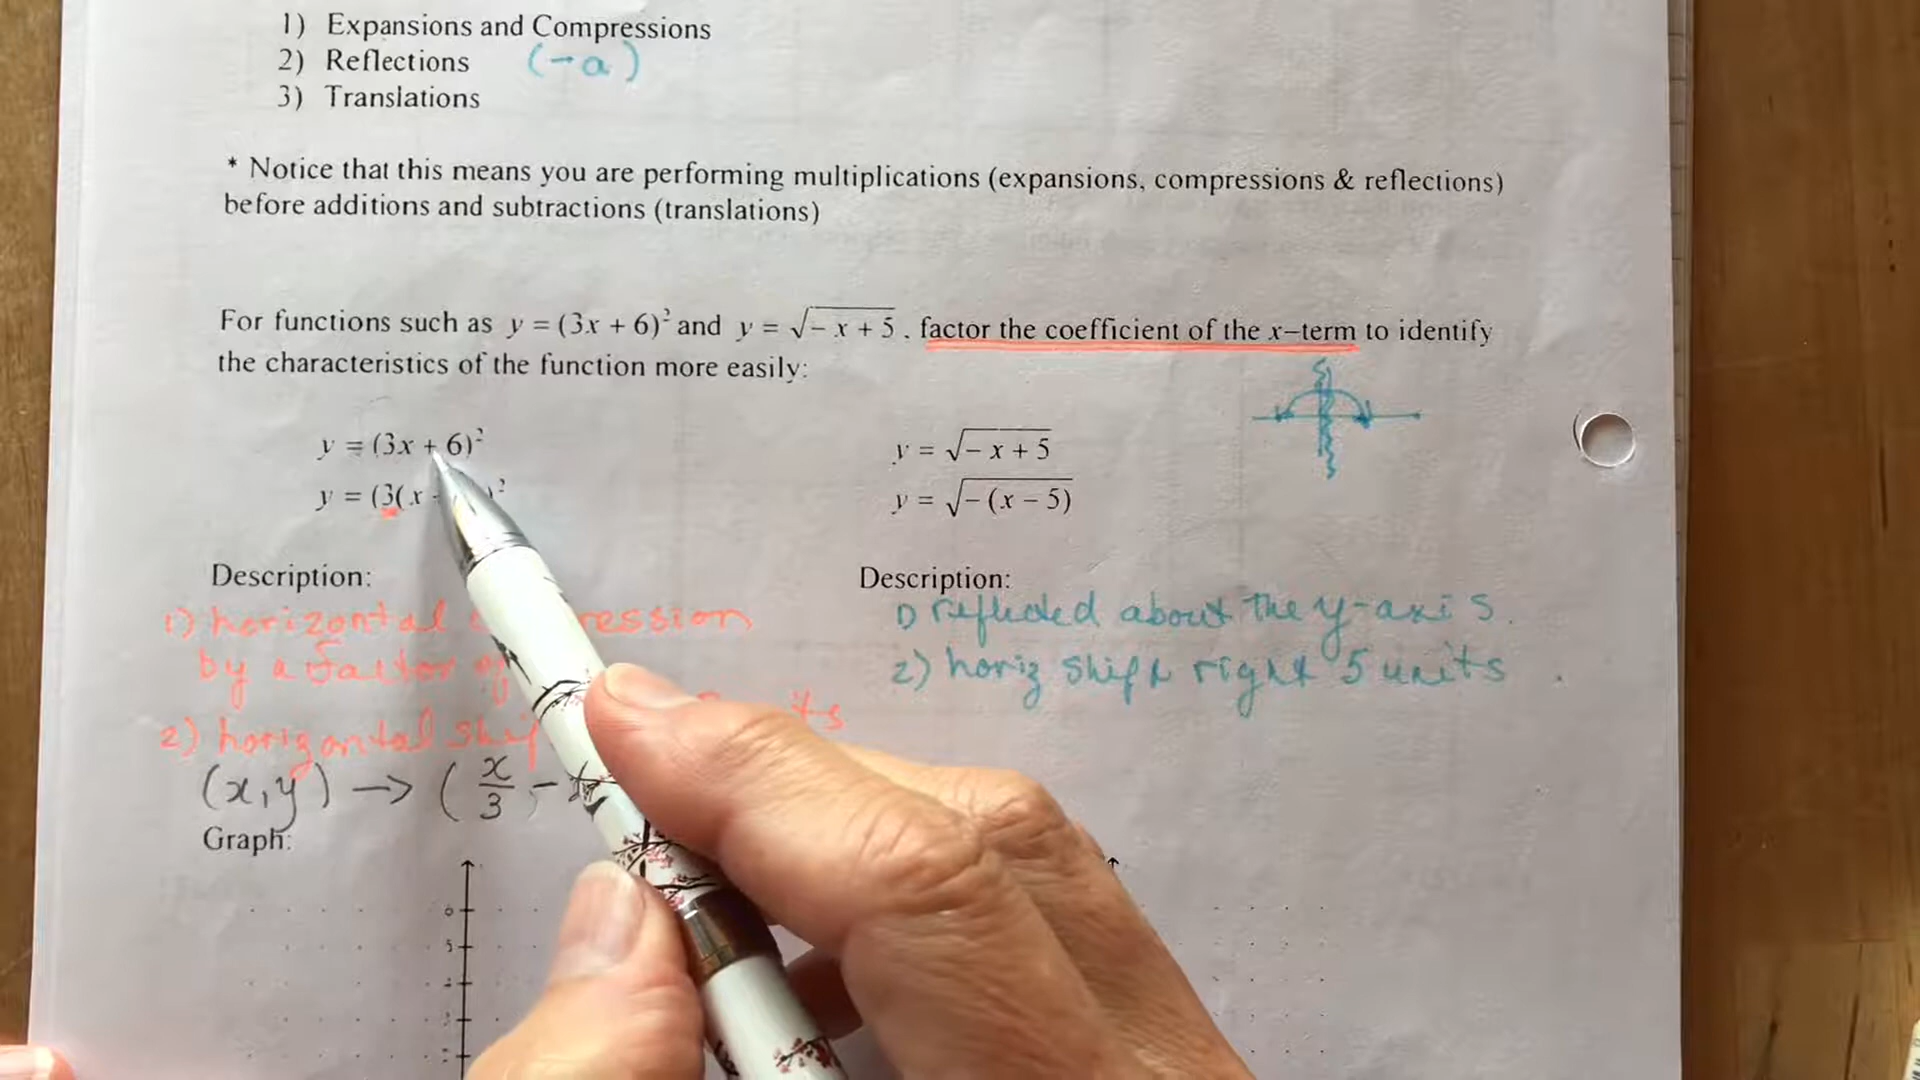 1) Expansions and Compressions
2) Reflections (-a)
3) Translations
* Notice that this means you are performing multiplications (expansions, compressions & reflections)
before additions and subtractions (translations)
For functions such as y = (3x + 6)² and y = √(- x + 5) . factor the coefficient of the x-term to identify
the characteristics of the function more easily:
y = (3x + 6)²
y = (3(x )²
y = √(- x + 5)
y = √(- (x - 5))
Description:
1) horizontal
by a factor
2) horizontal
(x,y) → (x/3 -
Graph:
5
Description:
1) reflected about the y-axis.
2) horiz shift right 5 units